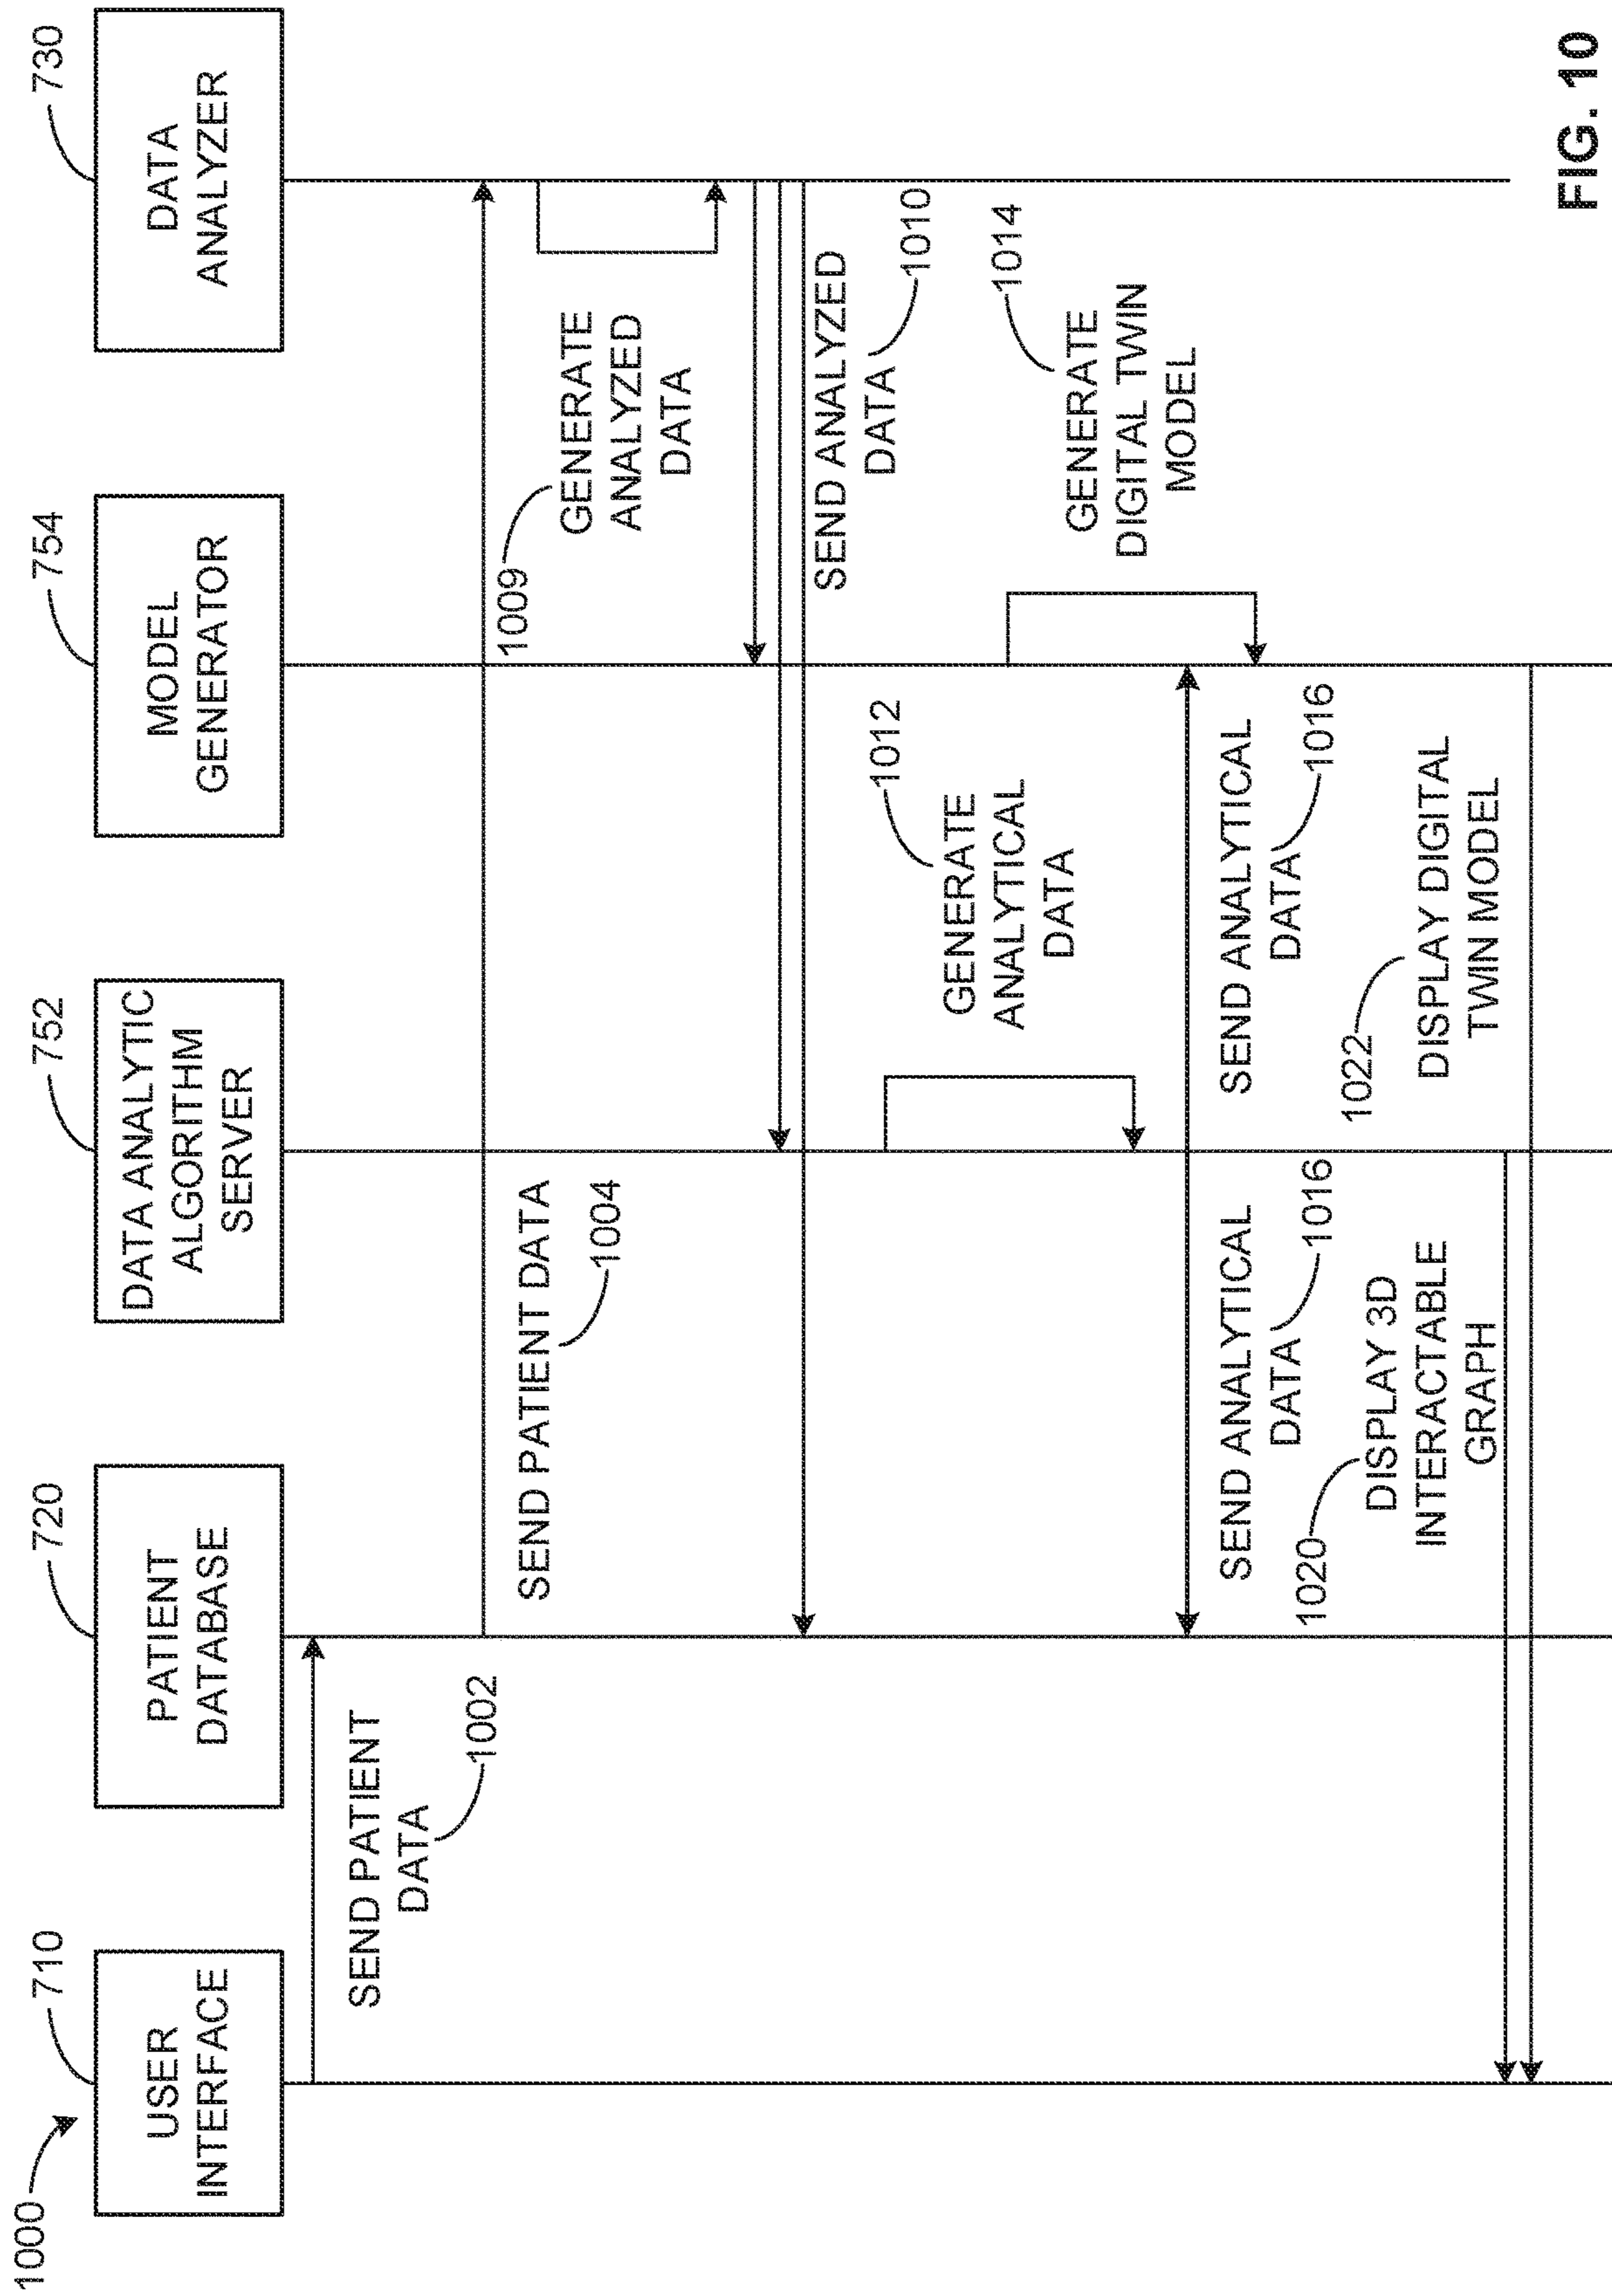 1000
710
USER
INTERFACE
720
PATIENT
DATABASE
752
DATA ANALYTIC
ALGORITHM
SERVER
754
MODEL
GENERATOR
730
DATA
ANALYZER
SEND PATIENT
DATA
1002
SEND PATIENT DATA
1004
1009
GENERATE
ANALYZED
DATA
SEND ANALYZED
DATA
1010
1012
GENERATE
ANALYTICAL
DATA
1014
GENERATE
DIGITAL TWIN
MODEL
SEND ANALYTICAL
DATA
1016
SEND ANALYTICAL
DATA
1016
1020
DISPLAY 3D
INTERACTABLE
GRAPH
1022
DISPLAY DIGITAL
TWIN MODEL
FIG. 10